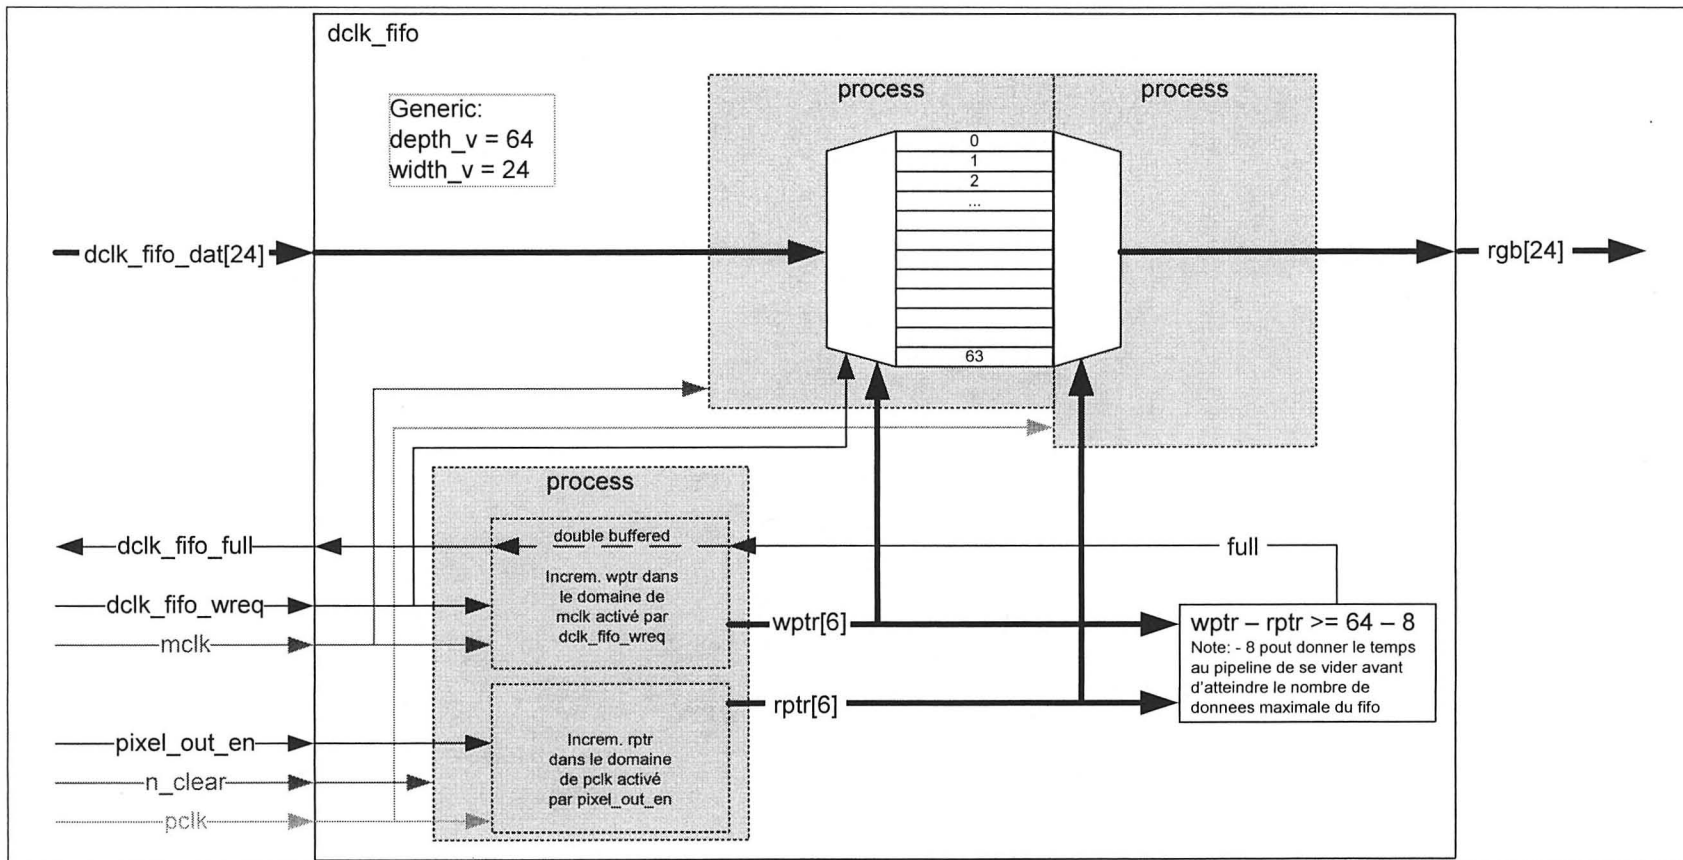 dclk_fifo
Generic:
depth_v = 64
width_v = 24
process
process
0
1
2
...
63
dclk_fifo_dat[24]
rgb[24]
process
double buffered
Increm. wptr dans
le domaine de
mclk activé par
dclk_fifo_wreq
dclk_fifo_full
full
dclk_fifo_wreq
mclk
wptr[6]
wptr – rptr >= 64 – 8
Note: - 8 pout donner le temps
au pipeline de se vider avant
d'atteindre le nombre de
donnees maximale du fifo
rptr[6]
Increm. rptr
dans le domaine
de pclk activé
par pixel_out_en
pixel_out_en
n_clear
pclk